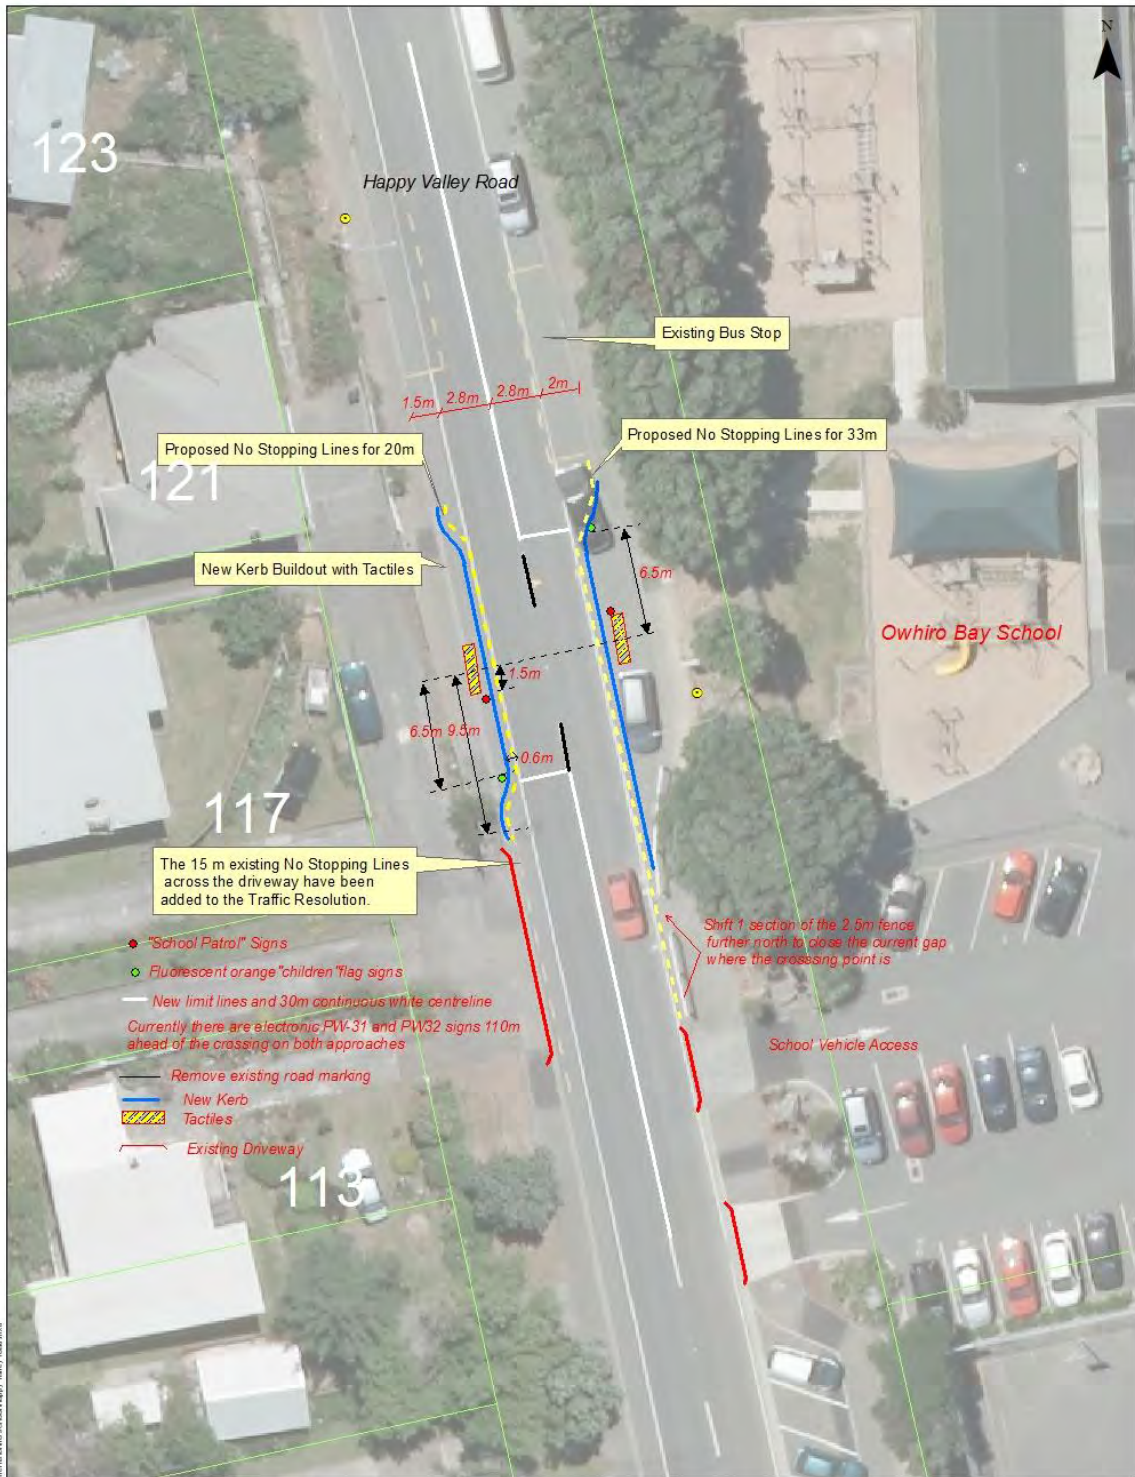 N
123
Happy Valley Road
Existing Bus Stop
1.5m 2.8m 2.8m 2m
Proposed No Stopping Lines for 20m
Proposed No Stopping Lines for 33m
121
New Kerb Buildout with Tactiles
6.5m
Owhiro Bay School
1.5m
6.5m 9.5m
0.6m
117
The 15 m existing No Stopping Lines
across the driveway have been
added to the Traffic Resolution.
Shift 1 section of the 2.5m fence
further north to close the current gap
where the crosssing point is
"School Patrol" Signs
Fluorescent orange"children"flag signs
New limit lines and 30m continuous white centreline
Currently there are electronic PW-31 and PW32 signs 110m
ahead of the crossing on both approaches
School Vehicle Access
Remove existing road marking
New Kerb
Tactiles
Existing Driveway
113